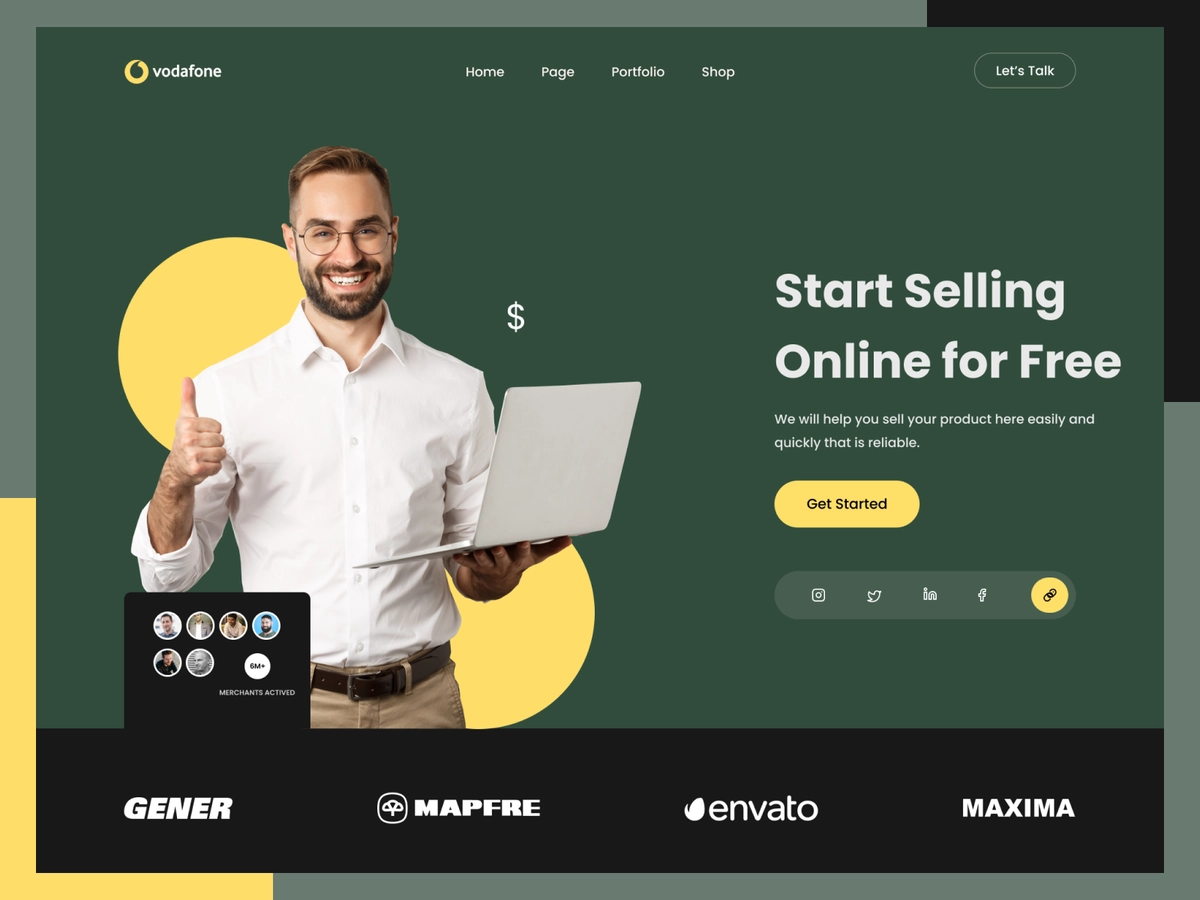 vodafone
Home
Page
Portfolio
Shop
Let's Talk
$
Start Selling
Online for Free
We will help you sell your product here easily and
quickly that is reliable.
Get Started
6M+
MERCHANTS ACTIVED
GENER
MAPFRE
envato
MAXIMA